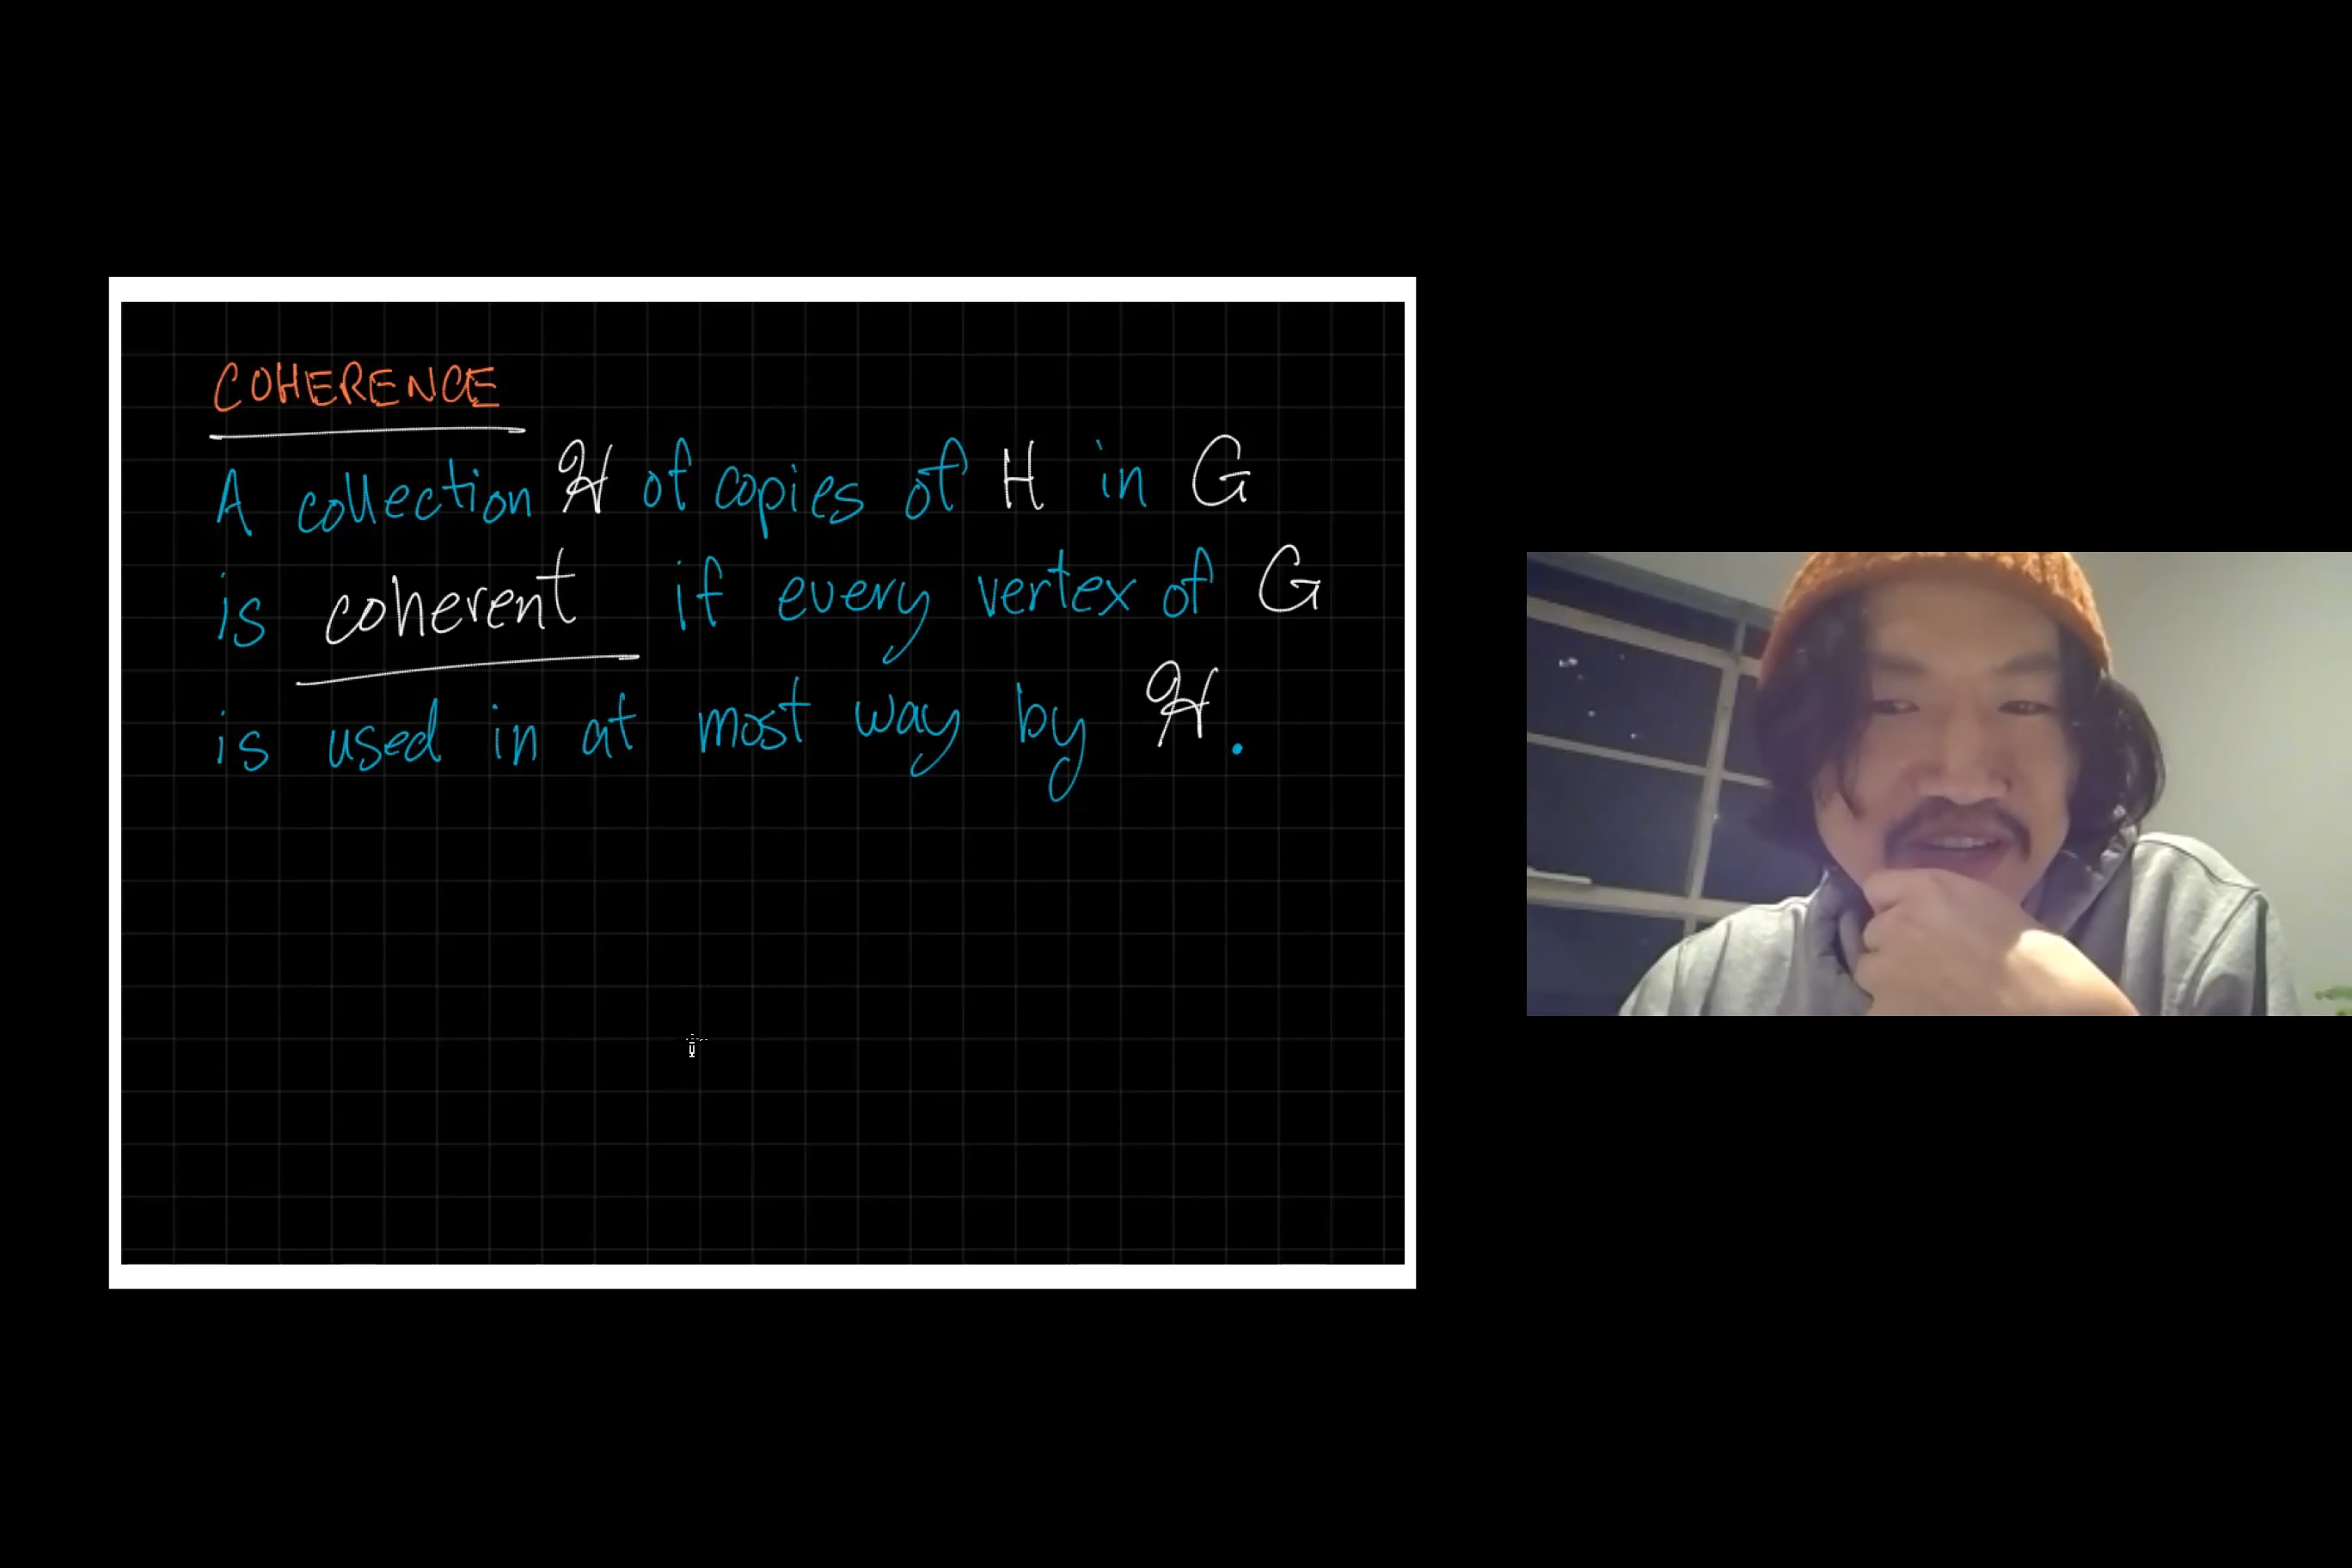 COHERENCE
A collection ℋ of copies of H in G
is coherent if every vertex of G
is used in at most way by ℋ.